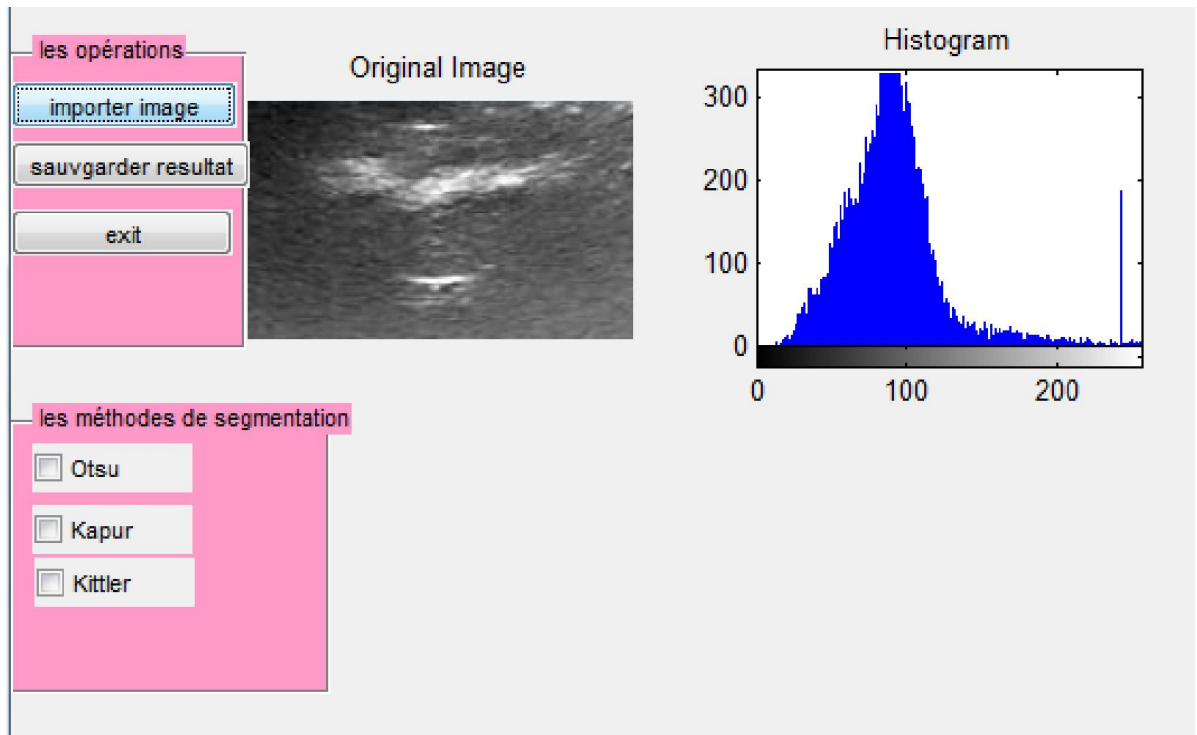 les opérations
importer image
sauvgarder resultat
exit
Original Image
Histogram
300
200
100
0
0 100 200
les méthodes de segmentation
Otsu
Kapur
Kittler